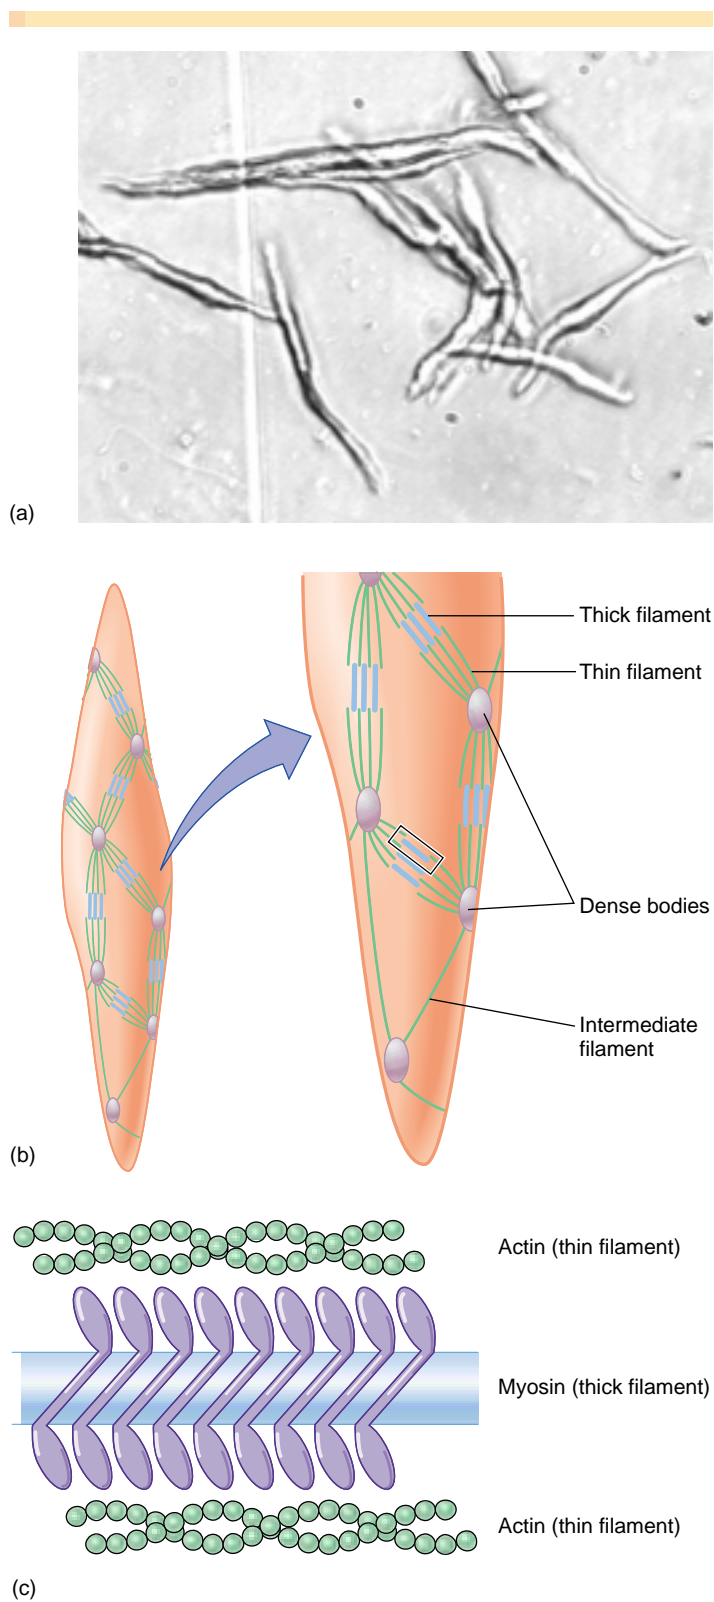 (a)
Thick filament
Thin filament
Dense bodies
Intermediate
filament
(b)
Actin (thin filament)
Myosin (thick filament)
Actin (thin filament)
(c)